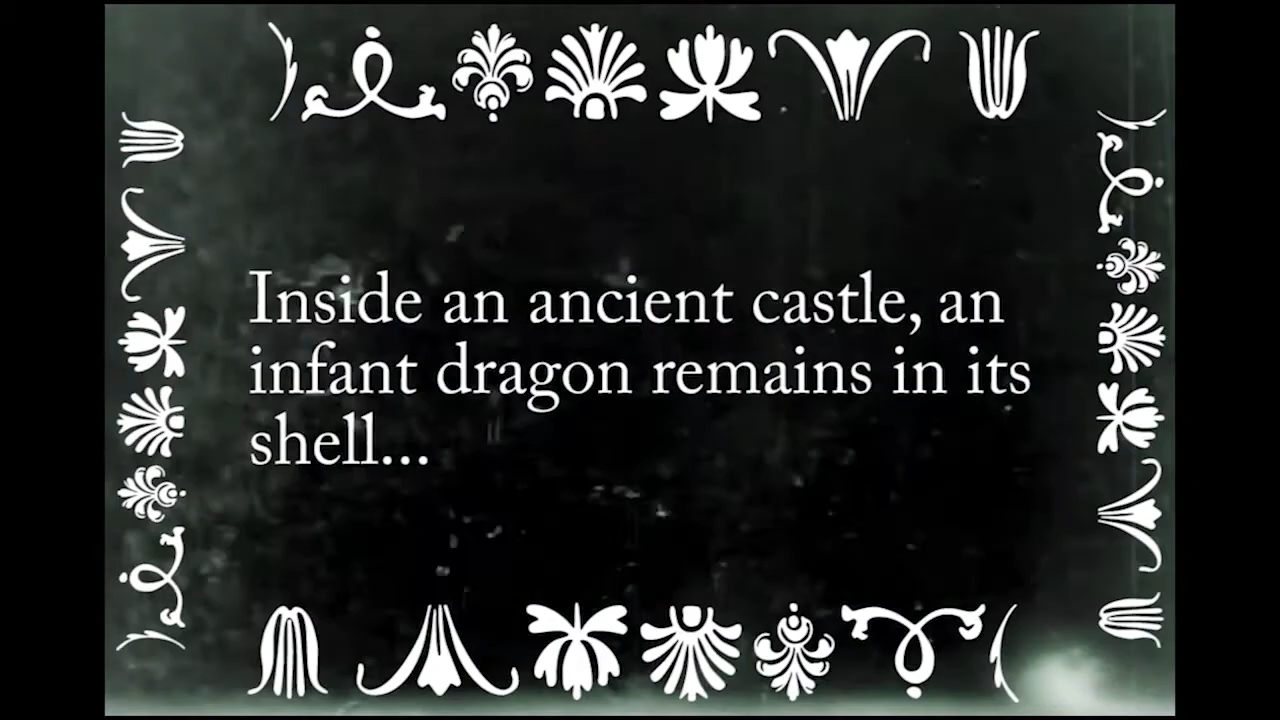 Inside an ancient castle, an
infant dragon remains in its
shell...